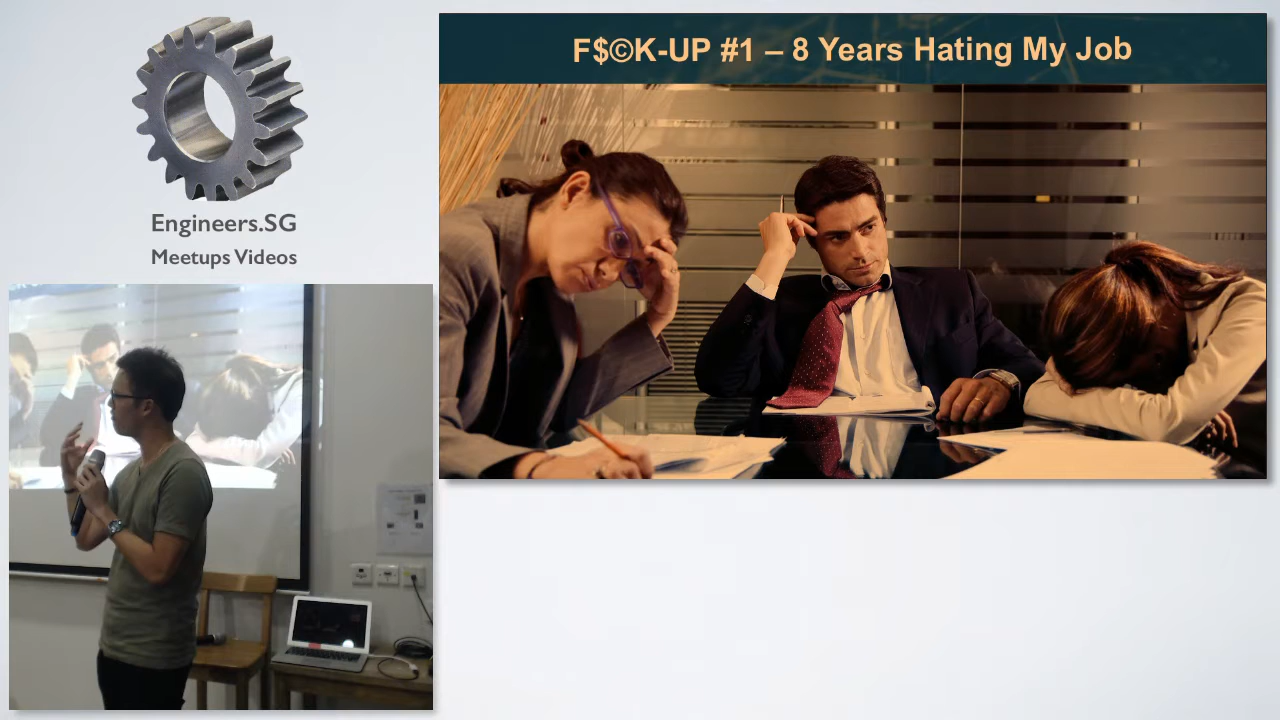 F$©K-UP #1 – 8 Years Hating My Job
Engineers.SG
Meetups Videos